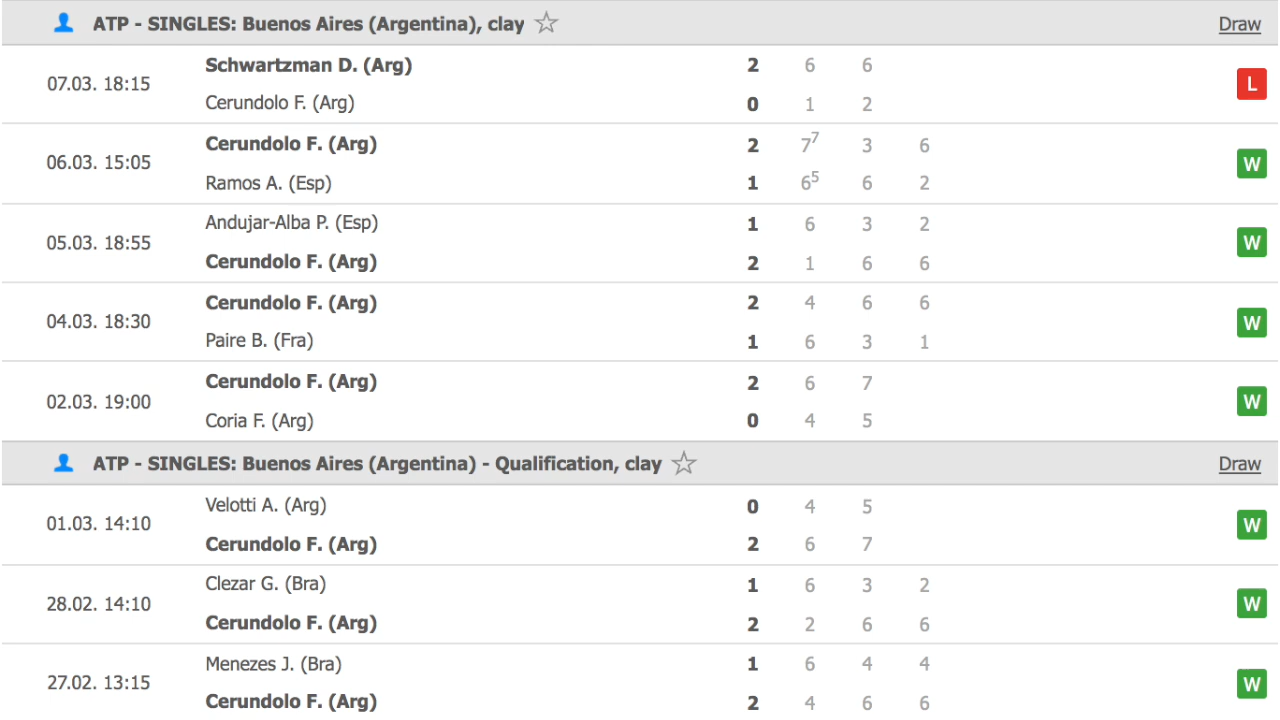 ATP - SINGLES: Buenos Aires (Argentina), clay Draw
07.03. 18:15
Schwartzman D. (Arg) 2 6 6
Cerundolo F. (Arg) 0 1 2
L
06.03. 15:05
Cerundolo F. (Arg) 2 7⁷ 3 6
Ramos A. (Esp) 1 6⁵ 6 2
W
05.03. 18:55
Andujar-Alba P. (Esp) 1 6 3 2
Cerundolo F. (Arg) 2 1 6 6
W
04.03. 18:30
Cerundolo F. (Arg) 2 4 6 6
Paire B. (Fra) 1 6 3 1
W
02.03. 19:00
Cerundolo F. (Arg) 2 6 7
Coria F. (Arg) 0 4 5
W
ATP - SINGLES: Buenos Aires (Argentina) - Qualification, clay Draw
01.03. 14:10
Velotti A. (Arg) 0 4 5
Cerundolo F. (Arg) 2 6 7
W
28.02. 14:10
Clezar G. (Bra) 1 6 3 2
Cerundolo F. (Arg) 2 2 6 6
W
27.02. 13:15
Menezes J. (Bra) 1 6 4 4
Cerundolo F. (Arg) 2 4 6 6
W